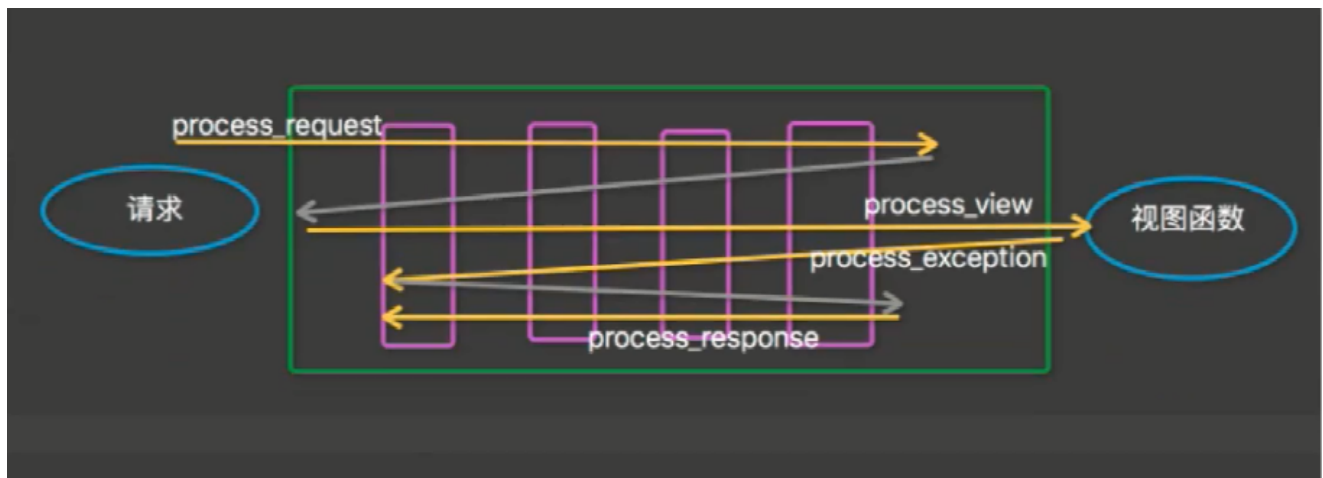 process_request
请求
process_view
视图函数
process_exception
process_response